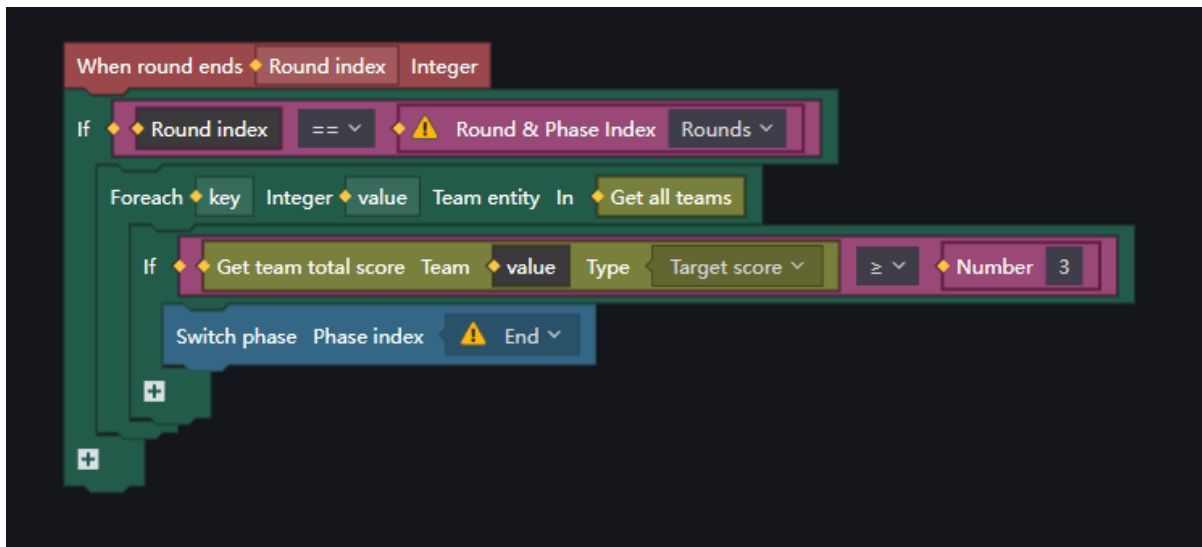 When round ends Round index Integer
If Round index == Round & Phase Index Rounds
Foreach key Integer value Team entity In Get all teams
If Get team total score Team value Type Target score ≥ Number 3
Switch phase Phase index End